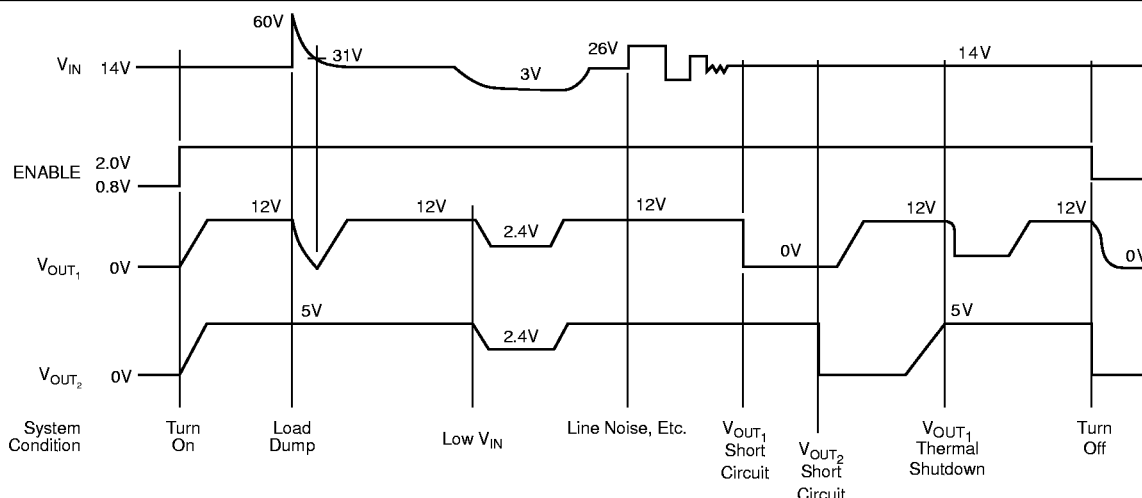 60V
31V
V_IN 14V
3V
26V
14V
ENABLE
2.0V
0.8V
12V
12V
2.4V
12V
0V
12V
12V
V_OUT1 0V
0V
5V
2.4V
5V
V_OUT2 0V
System Condition
Turn On
Load Dump
Low V_IN
Line Noise, Etc.
V_OUT1 Short Circuit
V_OUT2 Short Circuit
V_OUT1 Thermal Shutdown
Turn Off